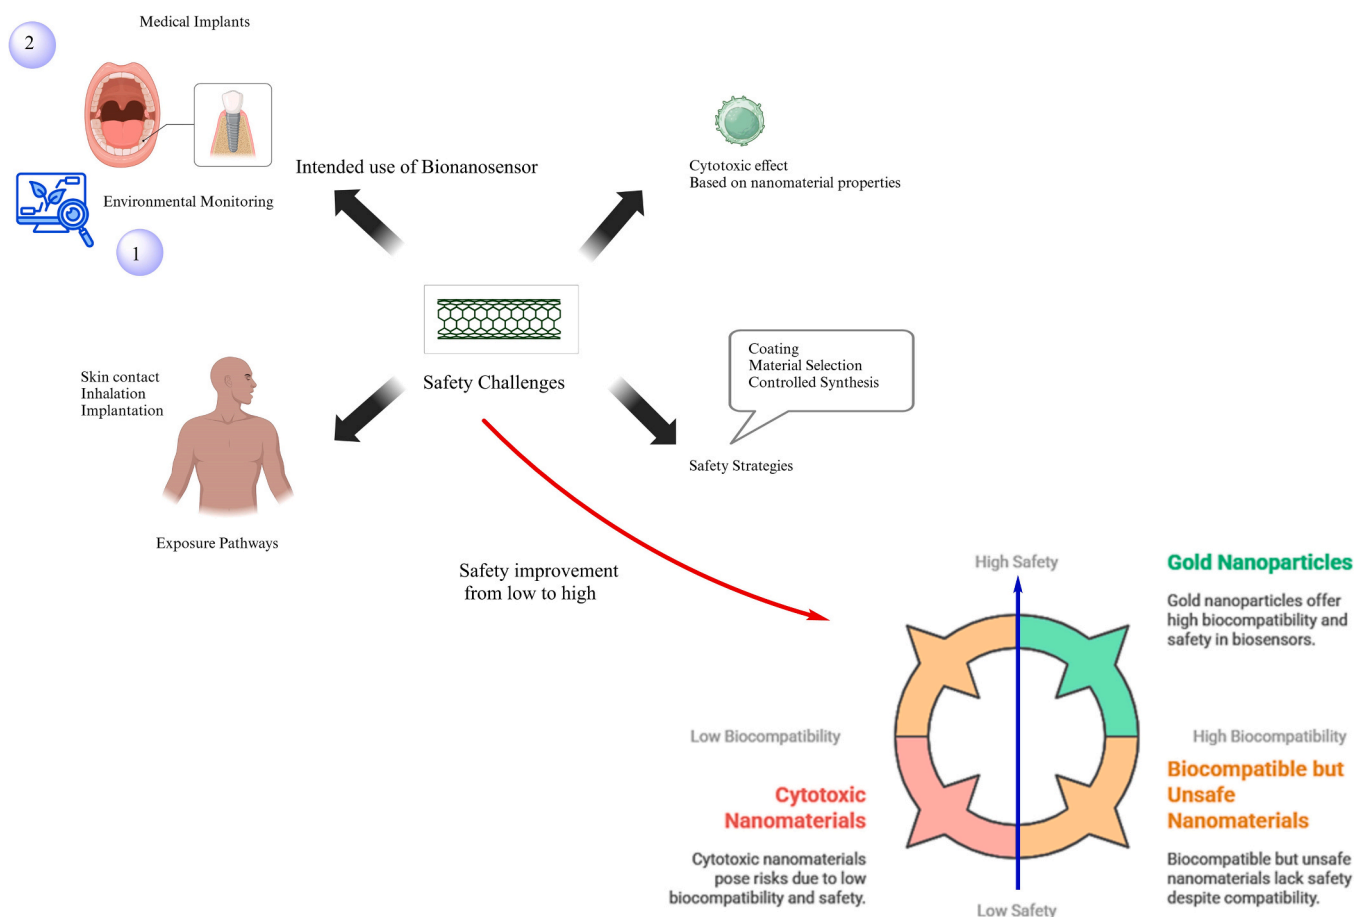 Medical Implants
2
Intended use of Bionanosensor
Environmental Monitoring
1
Cytotoxic effect
Based on nanomaterial properties
Safety Challenges
Coating
Material Selection
Controlled Synthesis
Safety Strategies
Skin contact
Inhalation
Implantation
Exposure Pathways
Safety improvement
from low to high
High Safety
Gold Nanoparticles
Gold nanoparticles offer
high biocompatibility and
safety in biosensors.
Low Biocompatibility
High Biocompatibility
Cytotoxic
Nanomaterials
Cytotoxic nanomaterials
pose risks due to low
biocompatibility and safety.
Biocompatible but
Unsafe
Nanomaterials
Biocompatible but unsafe
nanomaterials lack safety
despite compatibility.
Low Safety